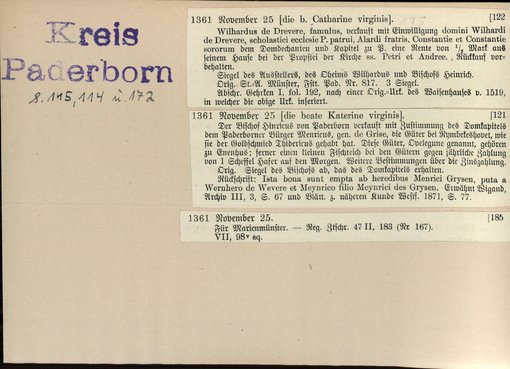 Kreis
Paderborn
S. 115, 114 u. 172
1361 November 25 [die b. Catharine virginis]. [122
Wilhardus de Drevere, famulus, verkauft mit Einwilligung domini Wilhardi
de Drevere, scholastici ecclesie P. patrui, Alardi fratris, Constantie et Constantie
sororum dem Domdechanten und Kapitel zu P. eine Rente von 1/2 Mark aus
seinem Hause bei der Propstei der Kirche ss. Petri et Andree. Rückkauf vor-
behalten.
Siegel des Ausstellers, des Oheims Wilhardus und Bischofs Heinrich.
Orig. St.-A. Münster, Fstt. Pad. Nr. 817. 3 Siegel.
Abschr. Gehrken I. fol. 192, nach einer Orig.-Urk. des Waisenhauses v. 1519,
in welcher die obige Urk. inseriert.
1361 November 25 [die beate Katerine virginis]. [121
Der Bischof Hinricus von Paderborn verkauft mit Zustimmung des Domkapitels
dem Paderborner Bürger Menricus, gen. de Grise, die Güter bei Rhmbekeshovet, wie
sie der Goldschmied Thidericus gehabt hat. Diese Güter, Ovelegune genannt, gehören
zu Enenhus; ferner einen kleinen Fischteich bei den Gütern gegen jährliche Zahlung
von 1 Scheffel Hafer auf den Morgen. Weitere Bestimmungen über die Zinszahlung.
Orig. Siegel des Bischofs ab, das des Domkapitels erhalten.
Rückschrift: Ista bona sunt empta ab heredibus Menrici Grysen, puta a
Wernhero de Wevere et Meynrico filio Meynrici des Grysen. Erwähnt Wigand,
Archiv III, 3, S. 67 und Blätt. z. näheren Kunde Westf. 1871, S. 77.
1361 November 25. [185
Für Marienmünster. — Reg. Ztschr. 47 II, 183 (Nr 167).
VII, 98v sq.